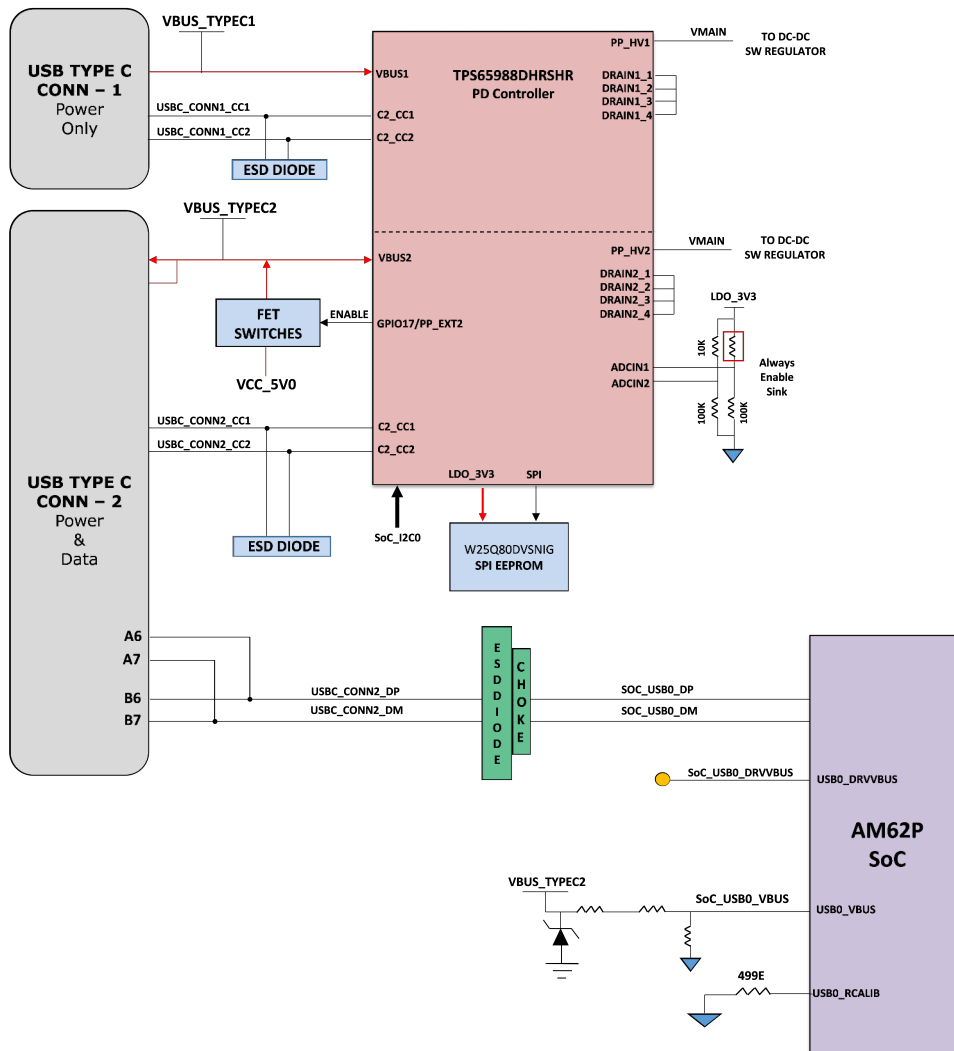 VBUS_TYPEC1
USB TYPE C
CONN – 1
Power
Only
USBC_CONN1_CC1
USBC_CONN1_CC2
ESD DIODE
VBUS1
C2_CC1
C2_CC2
TPS65988DHRSHR
PD Controller
PP_HV1
DRAIN1_1
DRAIN1_2
DRAIN1_3
DRAIN1_4
VMAIN
TO DC-DC
SW REGULATOR
VBUS_TYPEC2
VBUS2
FET
SWITCHES
ENABLE
GPIO17/PP_EXT2
VCC_5V0
PP_HV2
DRAIN2_1
DRAIN2_2
DRAIN2_3
DRAIN2_4
VMAIN
TO DC-DC
SW REGULATOR
LDO_3V3
10K
ADCIN1
ADCIN2
Always
Enable
Sink
100K
100K
USB TYPE C
CONN – 2
Power
&
Data
USBC_CONN2_CC1
USBC_CONN2_CC2
C2_CC1
C2_CC2
ESD DIODE
LDO_3V3
SPI
SoC_I2C0
W25Q80DVSNIG
SPI EEPROM
A6
A7
B6
B7
USBC_CONN2_DP
USBC_CONN2_DM
ESDDIODE
CHOKE
SOC_USB0_DP
SOC_USB0_DM
SoC_USB0_DRVVBUS
USB0_DRVVBUS
AM62P
SoC
VBUS_TYPEC2
SoC_USB0_VBUS
USB0_VBUS
499E
USB0_RCALIB